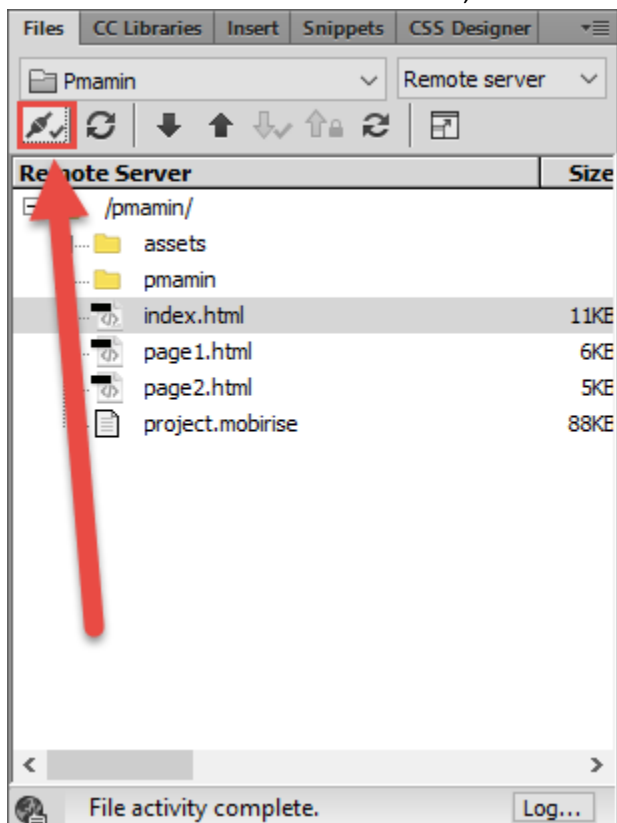 Files CC Libraries Insert Snippets CSS Designer
Pmamin Remote server
Remote Server Size
/pmamin/
assets
pmamin
index.html 11KB
page1.html 6KB
page2.html 5KB
project.mobirise 88KB
File activity complete. Log...